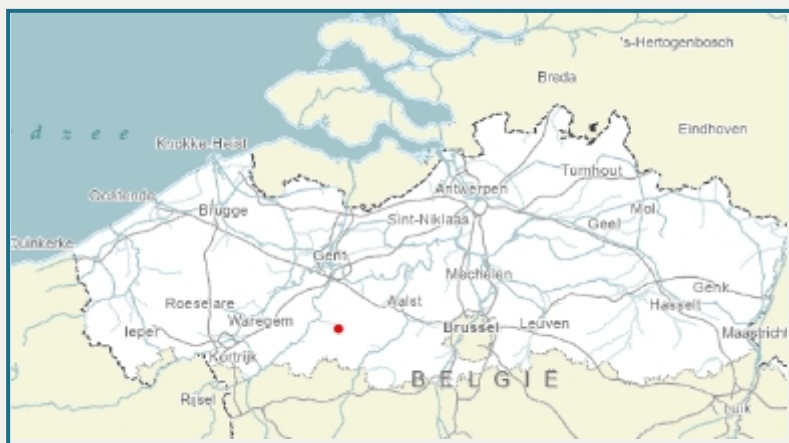 's-Hertogenbosch
Breda
Eindhoven
dzee
Knokke-Heist
Turnhout
Antwerpen
Oostende
Brugge
Mol
Sint-Niklaas
Geel
Duinkerke
Gent
Mechelen
Genk
Roeselare
Aalst
Hasselt
Waregem
Ieper
Brussel
Leuven
Maastricht
Kortrijk
BELGIË
Rijsel
Luik